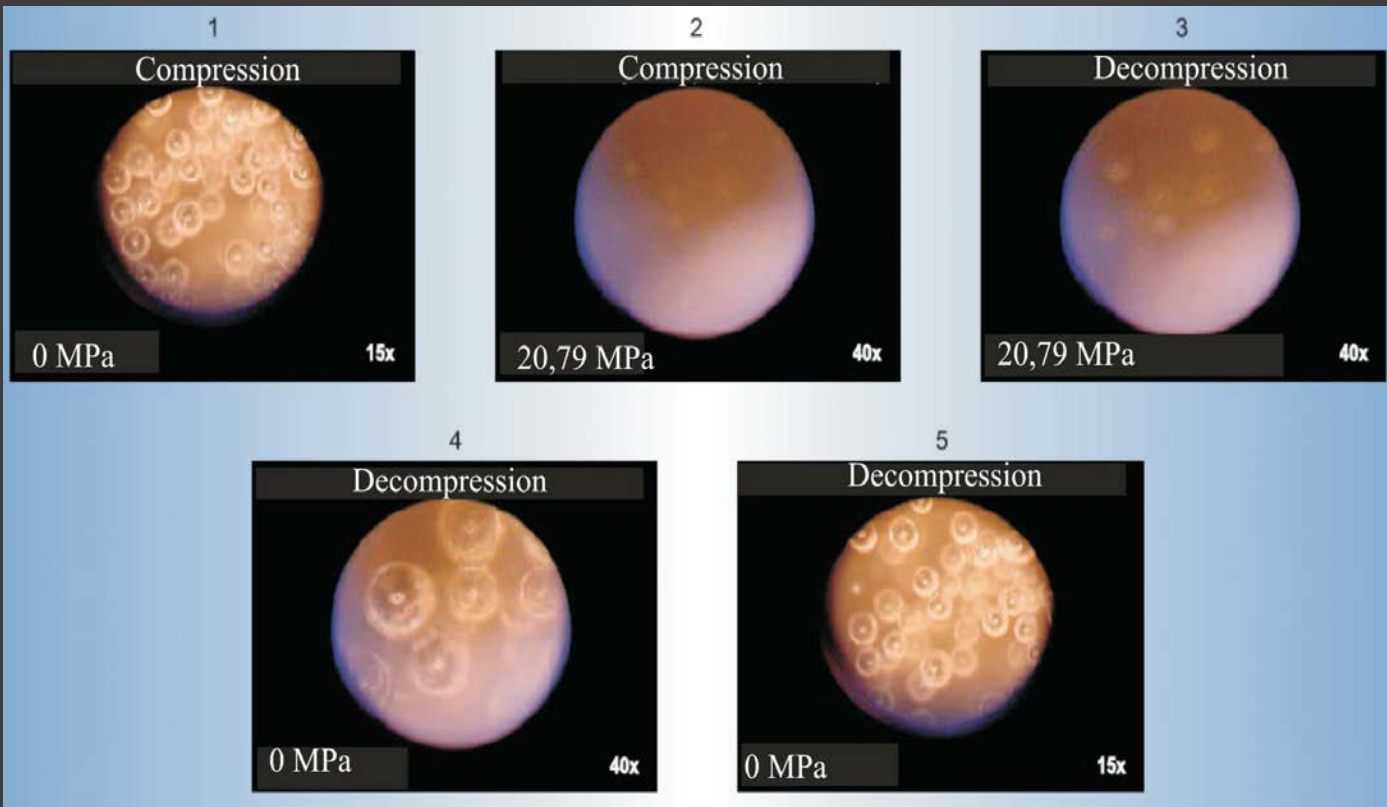 1
Compression
0 MPa
15x
2
Compression
20,79 MPa
40x
3
Decompression
20,79 MPa
40x
4
Decompression
0 MPa
40x
5
Decompression
0 MPa
15x